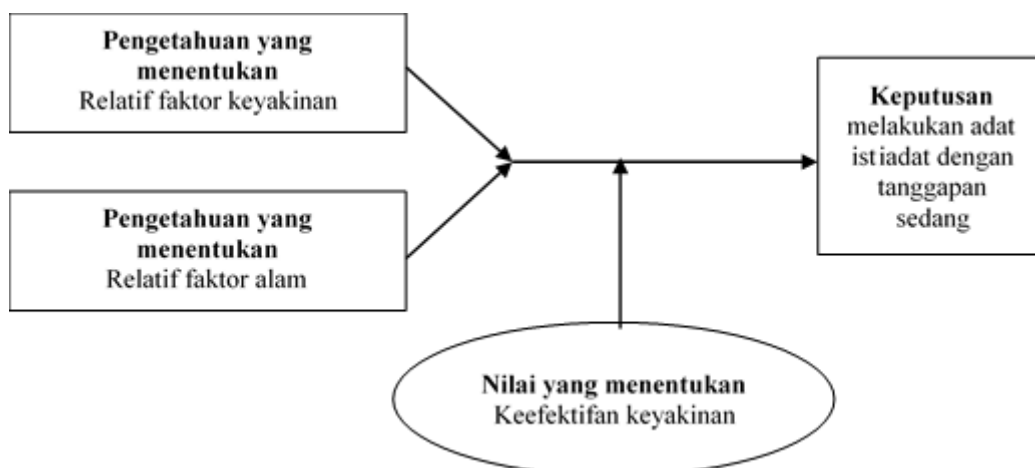 Pengetahuan yang
menentukan
Relatif faktor keyakinan
Pengetahuan yang
menentukan
Relatif faktor alam
Keputusan
melakukan adat
istiadat dengan
tanggapan
sedang
Nilai yang menentukan
Keefektifan keyakinan